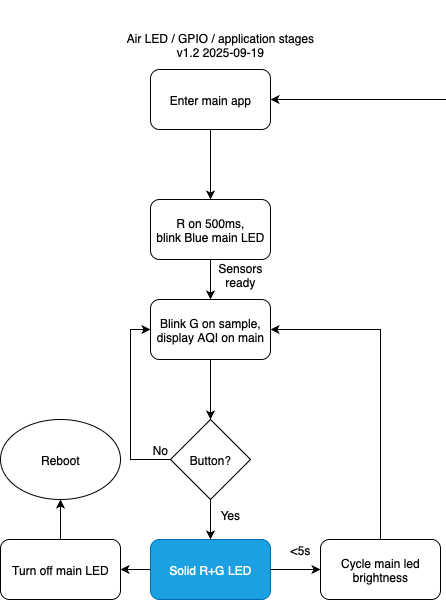 Air LED / GPIO / application stages
v1.2 2025-09-19
Enter main app
R on 500ms,
blink Blue main LED
Sensors
ready
Blink G on sample,
display AQI on main
Button?
No
Yes
Reboot
Turn off main LED
Solid R+G LED
<5s
Cycle main led
brightness